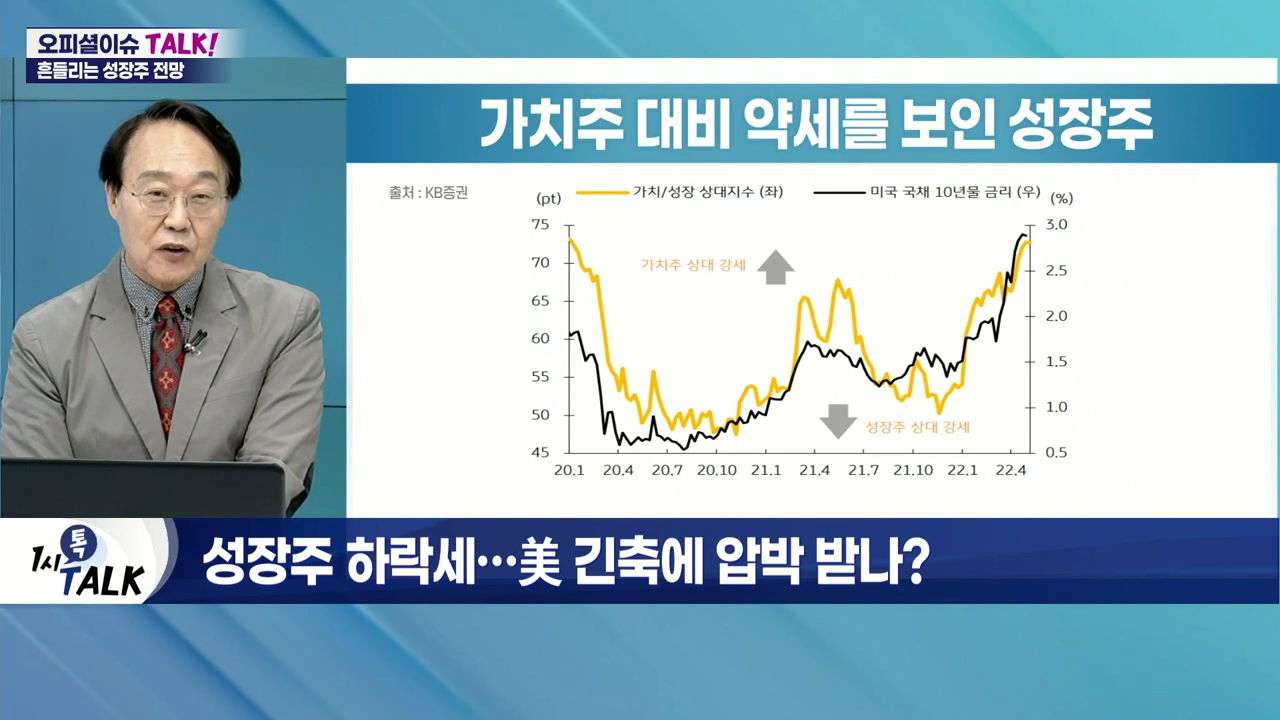 오피셜이슈 TALK!
흔들리는 성장주 전망
가치주 대비 약세를 보인 성장주
출처 : KB증권
(pt)
가치/성장 상대지수 (좌)
미국 국채 10년물 금리 (우)
(%)
75
70
65
60
55
50
45
가치주 상대 강세
성장주 상대 강세
3.0
2.5
2.0
1.5
1.0
0.5
20.1 20.4 20.7 20.10 21.1 21.4 21.7 21.10 22.1 22.4
1시 톡 TALK
성장주 하락세…美 긴축에 압박 받나?